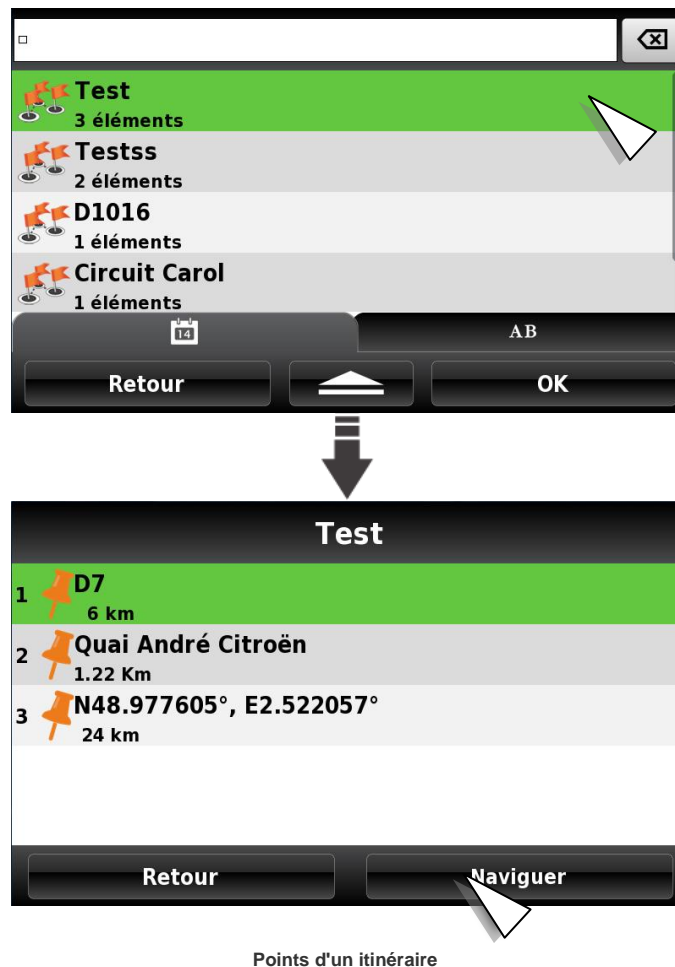 Test
3 éléments
Testss
2 éléments
D1016
1 éléments
Circuit Carol
1 éléments
14
AB
Retour
OK
Test
1 D7
6 km
2 Quai André Citroën
1.22 Km
3 N48.977605°, E2.522057°
24 km
Retour
Naviguer
Points d'un itinéraire